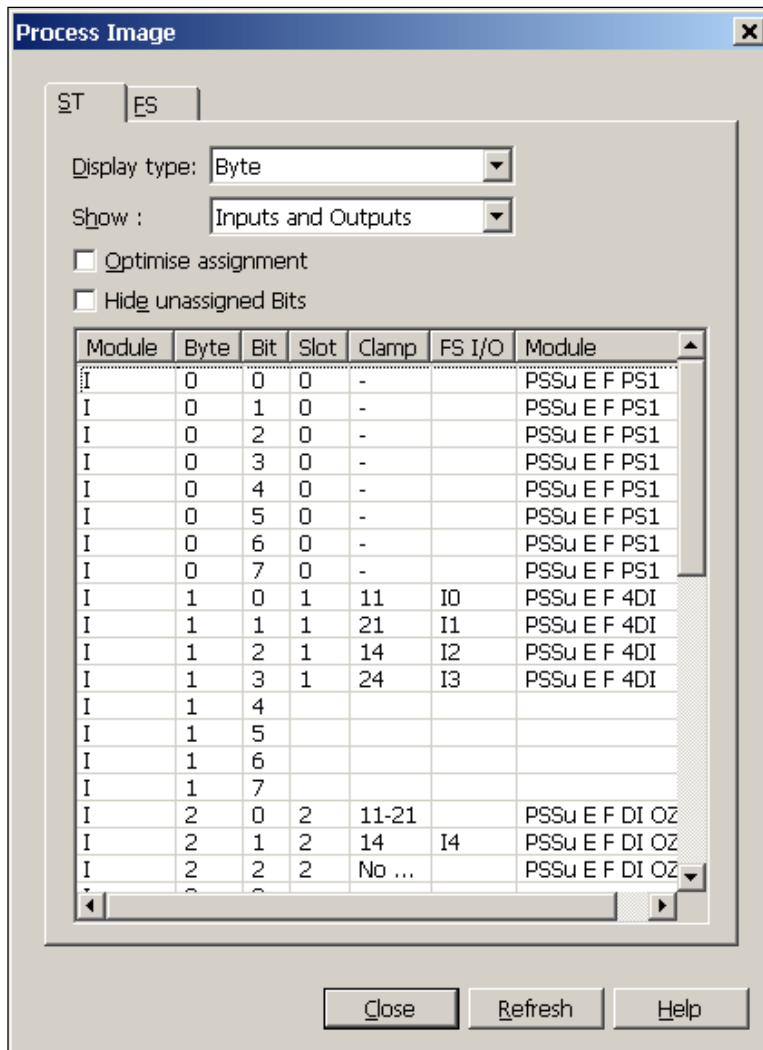 Process Image
ST FS
Display type: Byte
Show : Inputs and Outputs
Optimise assignment
Hide unassigned Bits
Module Byte Bit Slot Clamp FS I/O Module
I 0 0 0 - PSSu E F PS1
I 0 1 0 - PSSu E F PS1
I 0 2 0 - PSSu E F PS1
I 0 3 0 - PSSu E F PS1
I 0 4 0 - PSSu E F PS1
I 0 5 0 - PSSu E F PS1
I 0 6 0 - PSSu E F PS1
I 0 7 0 - PSSu E F PS1
I 1 0 1 11 I0 PSSu E F 4DI
I 1 1 1 21 I1 PSSu E F 4DI
I 1 2 1 14 I2 PSSu E F 4DI
I 1 3 1 24 I3 PSSu E F 4DI
I 1 4
I 1 5
I 1 6
I 1 7
I 2 0 2 11-21 PSSu E F DI OZ
I 2 1 2 14 I4 PSSu E F DI OZ
I 2 2 2 No ... PSSu E F DI OZ
Close Refresh Help